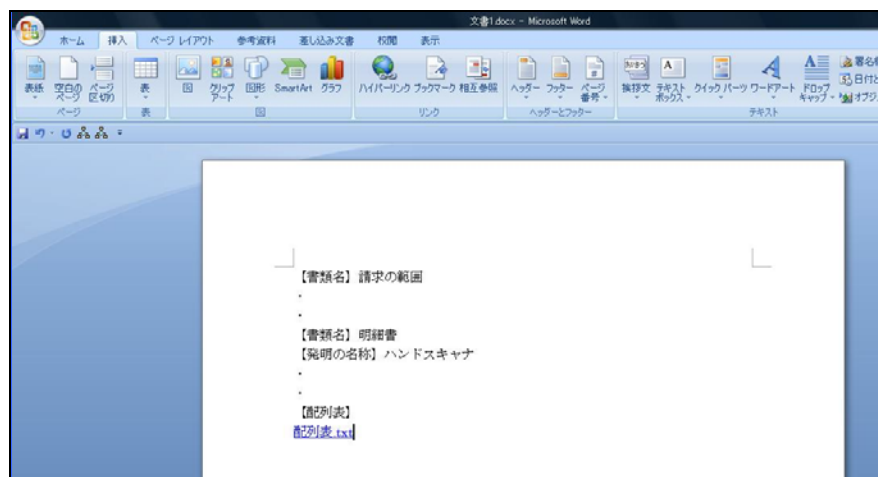 文書1.docx - Microsoft Word
ホーム 挿入 ページ レイアウト 参考資料 差し込み文書 校閲 表示
表紙 空白の ページ ページ 区切り 表 図 クリップ アート 図形 SmartArt グラフ ハイパーリンク ブックマーク 相互参照 ヘッダー フッター ページ 番号 挨拶文 テキスト ボックス クイック パーツ ワードアート ドロップ キャップ 署名 日付と オブジ
ページ 表 図 リンク ヘッダーとフッター テキスト
【書類名】請求の範囲
・
・
【書類名】明細書
【発明の名称】ハンドスキャナ
・
・
【配列表】
配列表.txt